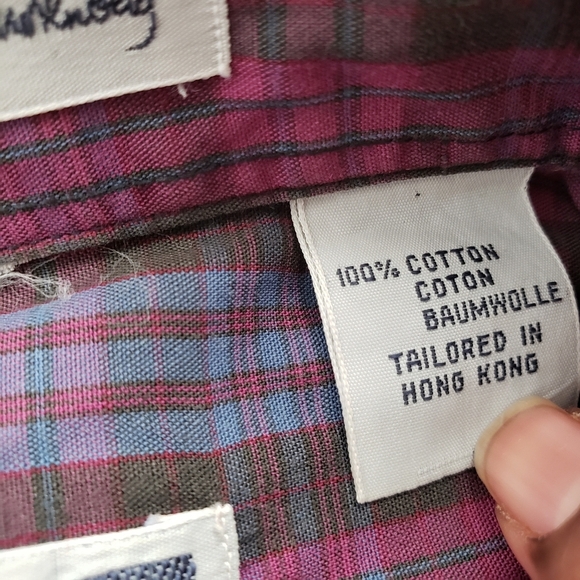 100% COTTON
COTON
BAUMWOLLE
TAILORED IN
HONG KONG